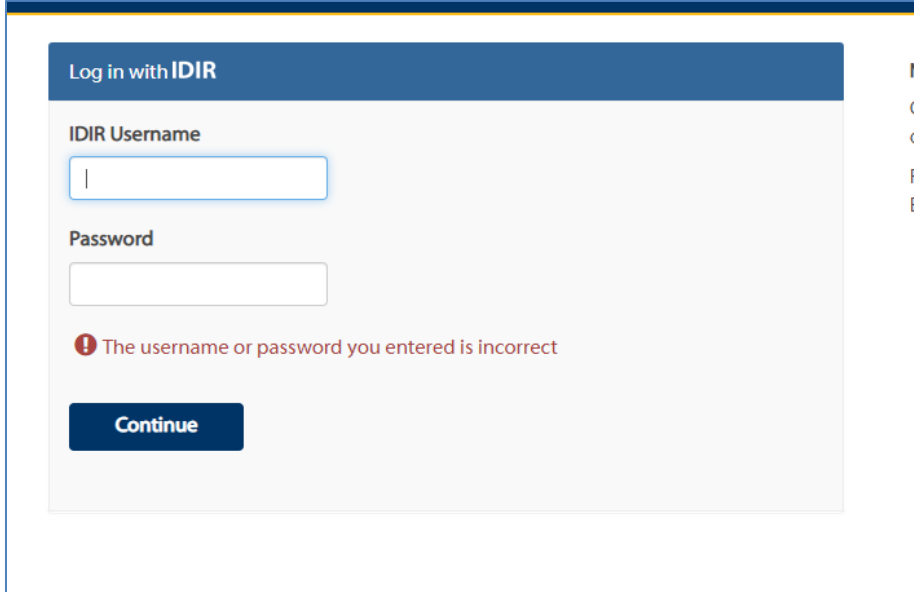 Log in with IDIR
IDIR Username
Password
The username or password you entered is incorrect
Continue